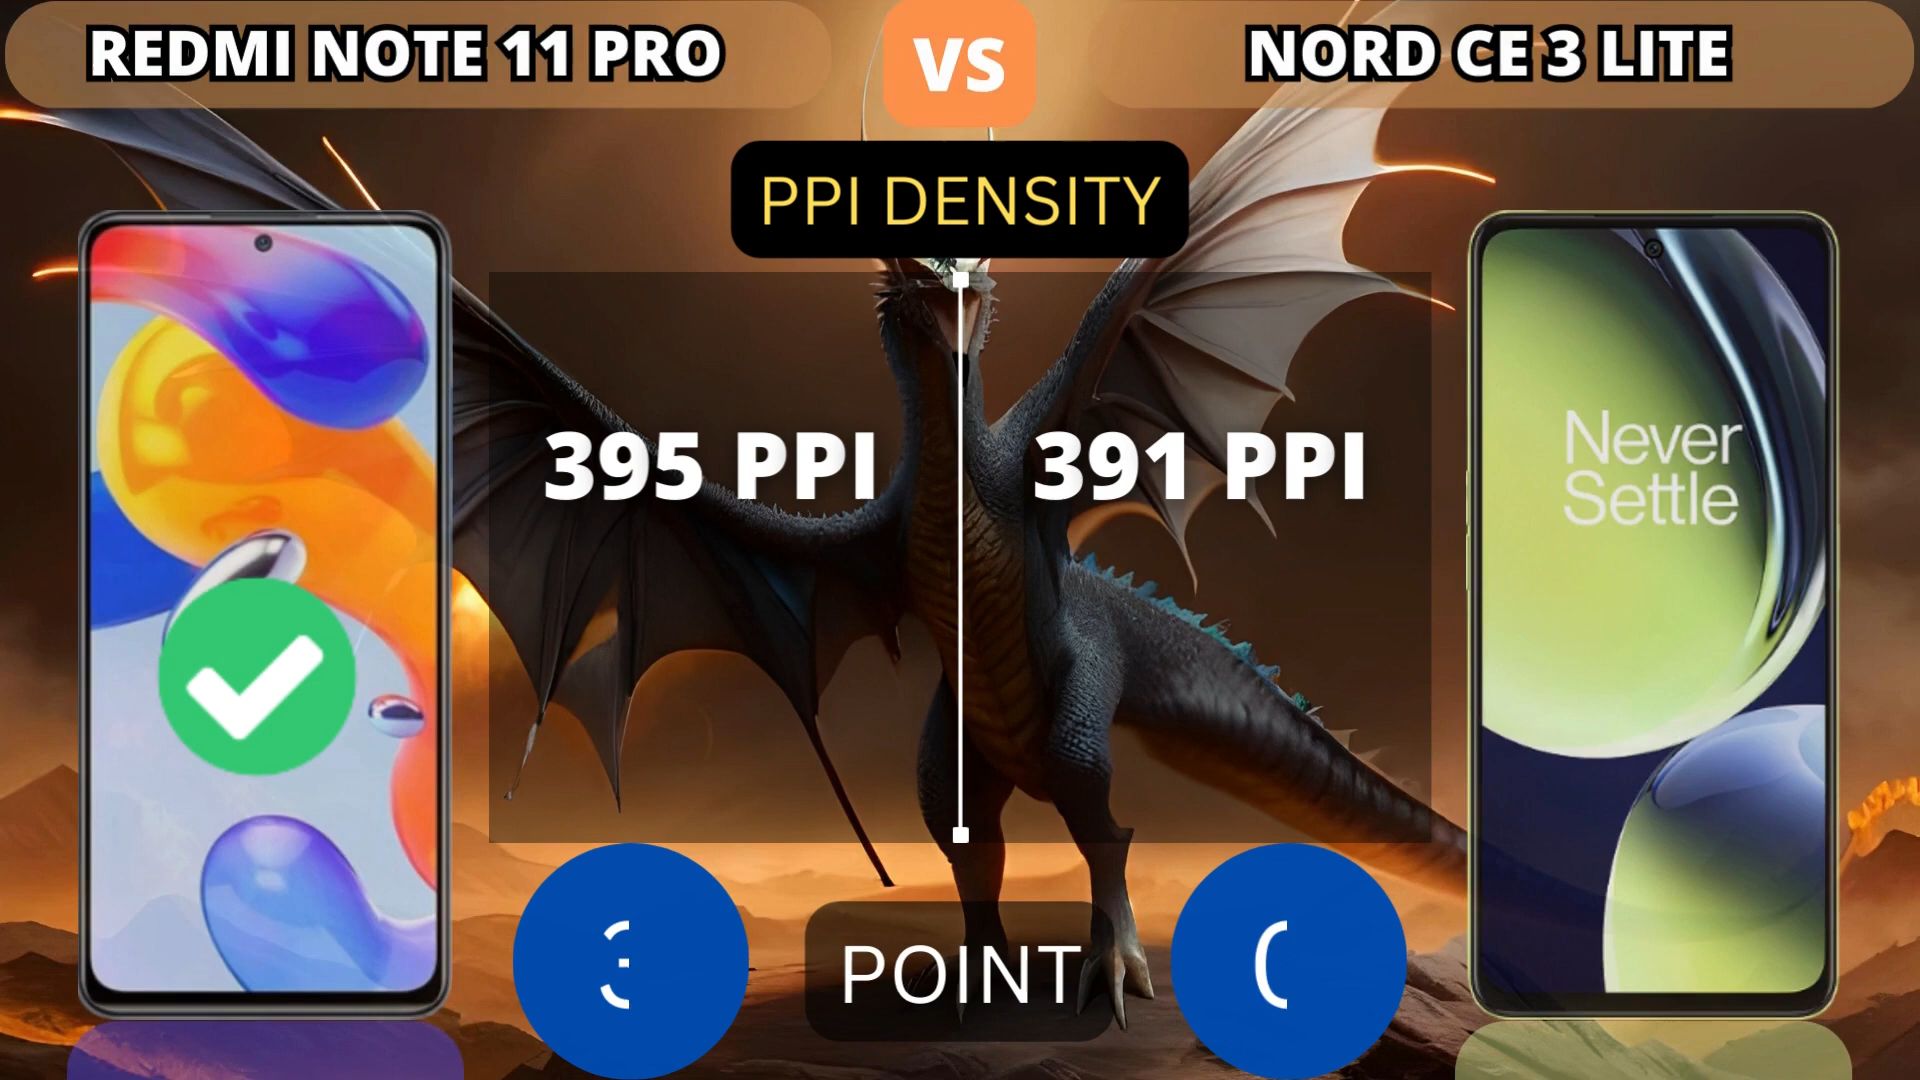 REDMI NOTE 11 PRO
VS
NORD CE 3 LITE
PPI DENSITY
395 PPI
391 PPI
Never
Settle
POINT